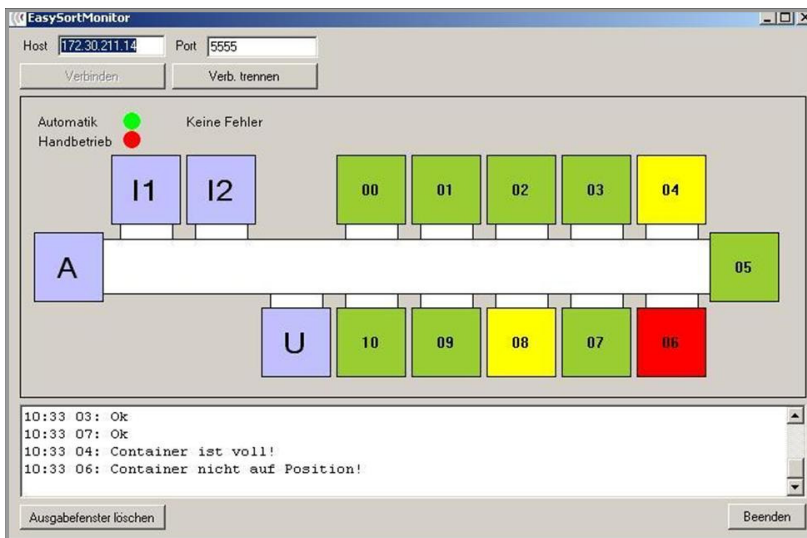 EasySortMonitor
Host 172.30.211.14 Port 5555
Verbinden Verb. trennen
Automatik Keine Fehler
Handbetrieb
I1 I2 00 01 02 03 04
A 05
U 10 09 08 07 06
10:33 03: Ok
10:33 07: Ok
10:33 04: Container ist voll!
10:33 06: Container nicht auf Position!
Ausgabefenster löschen Beenden